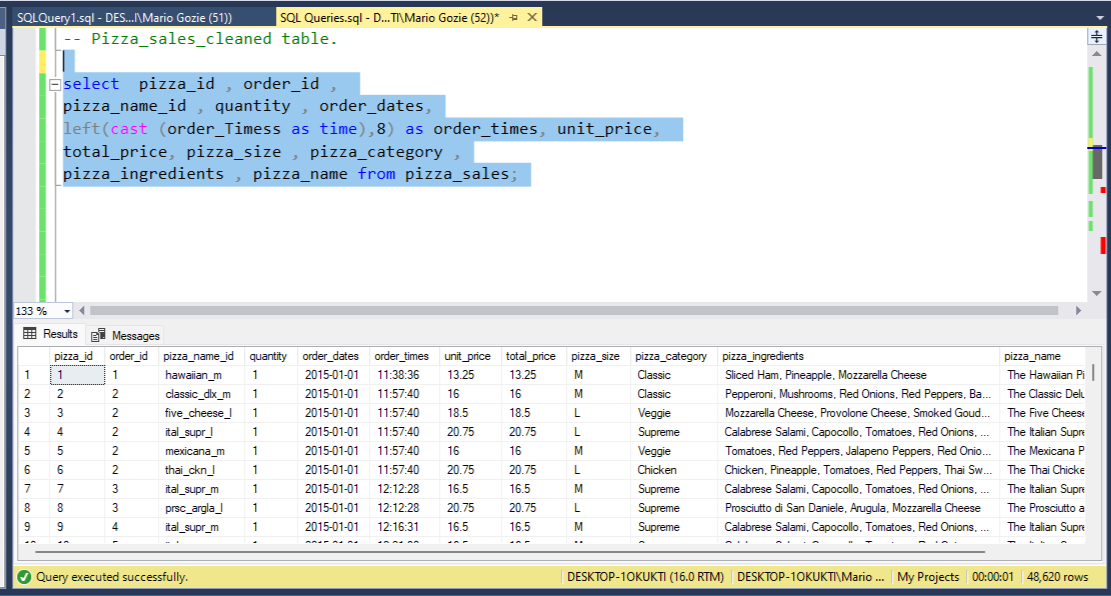 SQLQuery1.sql - DES...I\Mario Gozie (51))
SQL Queries.sql - D...TI\Mario Gozie (52))*
-- Pizza_sales_cleaned table.
select pizza_id , order_id ,
pizza_name_id , quantity , order_dates,
left(cast (order_Timess as time),8) as order_times, unit_price,
total_price, pizza_size , pizza_category ,
pizza_ingredients , pizza_name from pizza_sales;
133 %
Results Messages
pizza_id order_id pizza_name_id quantity order_dates order_times unit_price total_price pizza_size pizza_category pizza_ingredients pizza_name
1 1 1 hawaiian_m 1 2015-01-01 11:38:36 13.25 13.25 M Classic Sliced Ham, Pineapple, Mozzarella Cheese The Hawaiian Pi
2 2 2 classic_dlx_m 1 2015-01-01 11:57:40 16 16 M Classic Pepperoni, Mushrooms, Red Onions, Red Peppers, Ba... The Classic Delu
3 3 2 five_cheese_l 1 2015-01-01 11:57:40 18.5 18.5 L Veggie Mozzarella Cheese, Provolone Cheese, Smoked Goud... The Five Cheese
4 4 2 ital_supr_l 1 2015-01-01 11:57:40 20.75 20.75 L Supreme Calabrese Salami, Capocollo, Tomatoes, Red Onions, ... The Italian Supre
5 5 2 mexicana_m 1 2015-01-01 11:57:40 16 16 M Veggie Tomatoes, Red Peppers, Jalapeno Peppers, Red Onio... The Mexicana P
6 6 2 thai_ckn_l 1 2015-01-01 11:57:40 20.75 20.75 L Chicken Chicken, Pineapple, Tomatoes, Red Peppers, Thai Sw... The Thai Chicke
7 7 3 ital_supr_m 1 2015-01-01 12:12:28 16.5 16.5 M Supreme Calabrese Salami, Capocollo, Tomatoes, Red Onions, ... The Italian Supre
8 8 3 prsc_argla_l 1 2015-01-01 12:12:28 20.75 20.75 L Supreme Prosciutto di San Daniele, Arugula, Mozzarella Cheese The Prosciutto a
9 9 4 ital_supr_m 1 2015-01-01 12:16:31 16.5 16.5 M Supreme Calabrese Salami, Capocollo, Tomatoes, Red Onions, ... The Italian Supre
Query executed successfully. DESKTOP-1OKUKTI (16.0 RTM) DESKTOP-1OKUKTI\Mario ... My Projects 00:00:01 48,620 rows